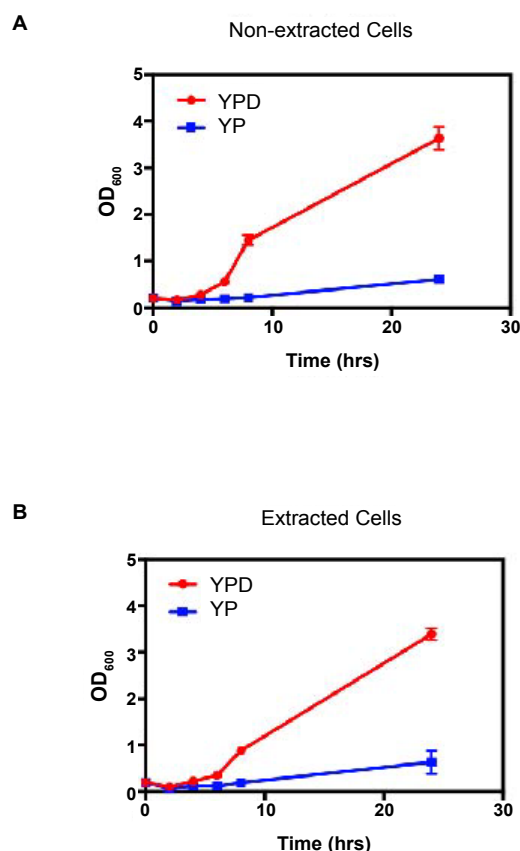 A
Non-extracted Cells
5
YPD
4
YP
3
OD600
2
1
0
0 10 20 30
Time (hrs)
B
Extracted Cells
5
YPD
4
YP
3
OD600
2
1
0
0 10 20 30
Time (hrs)